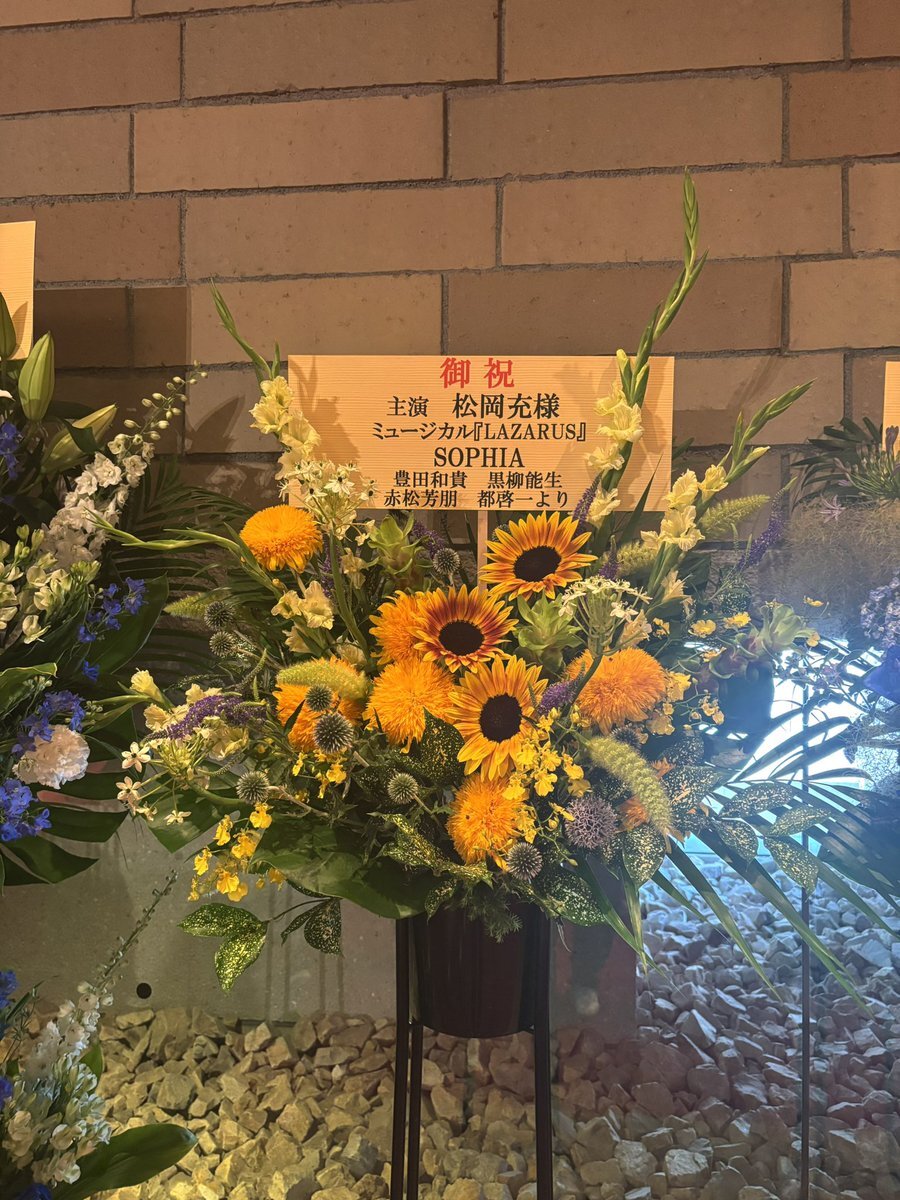 御祝
主演 松岡充様
ミュージカル『LAZARUS』
SOPHIA
豊田和貴 黒柳能生
赤松芳朋 都啓一より